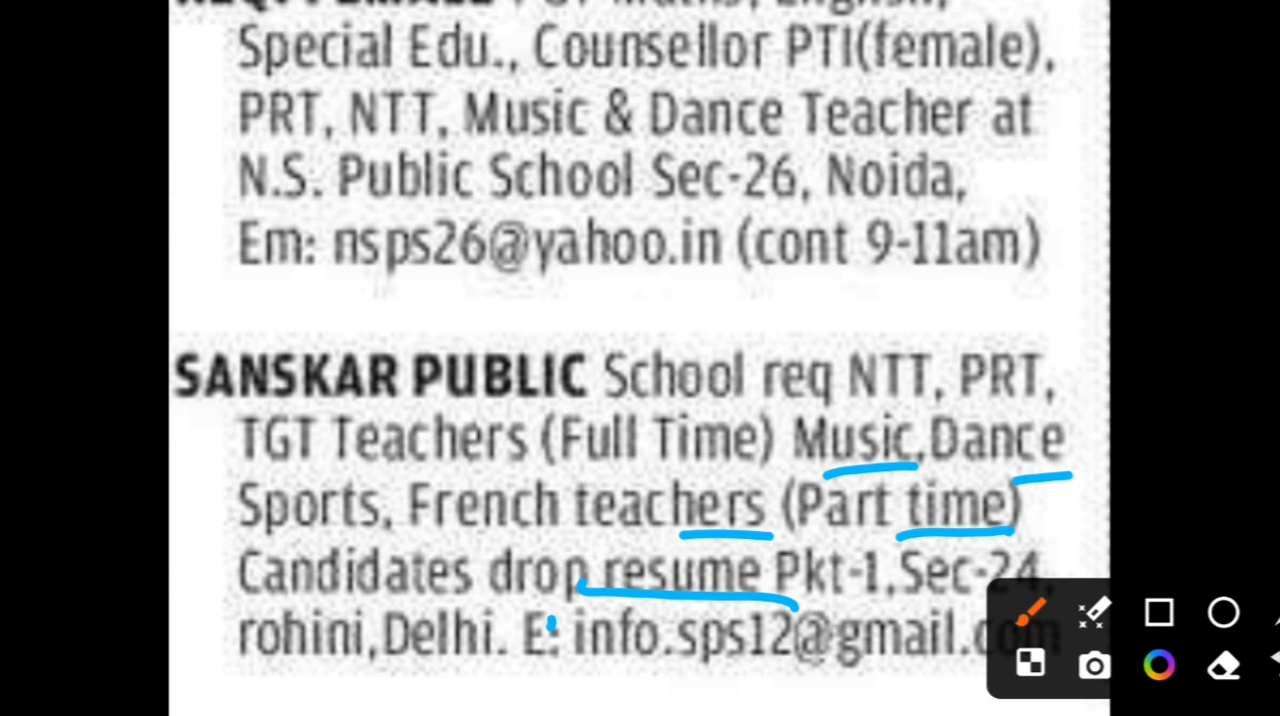 Special Edu., Counsellor PTI(female),
PRT, NTT, Music & Dance Teacher at
N.S. Public School Sec-26, Noida,
Em: nsps26@yahoo.in (cont 9-11am)
SANSKAR PUBLIC School req NTT, PRT,
TGT Teachers (Full Time) Music,Dance
Sports, French teachers (Part time)
Candidates drop resume Pkt-1,Sec-24,
rohini,Delhi. E: info.sps12@gmail.com